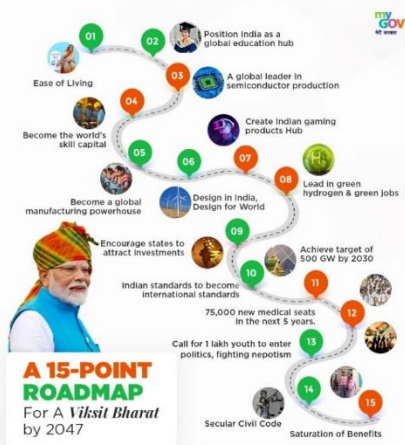 my
GOV
मेरी सरकार
01
Ease of Living
02
Position India as a
global education hub
03
A global leader in
semiconductor production
04
Become the world's
skill capital
05
Become a global
manufacturing powerhouse
06
Design in India,
Design for World
07
Create Indian gaming
products Hub
08
H2
Lead in green
hydrogen & green jobs
09
Encourage states to
attract investments
10
Achieve target of
500 GW by 2030
Indian standards to become
international standards
11
75,000 new medical seats
in the next 5 years.
12
Call for 1 lakh youth to enter
politics, fighting nepotism
13
14
Secular Civil Code
15
Saturation of Benefits
A 15-POINT
ROADMAP
For A Viksit Bharat
by 2047